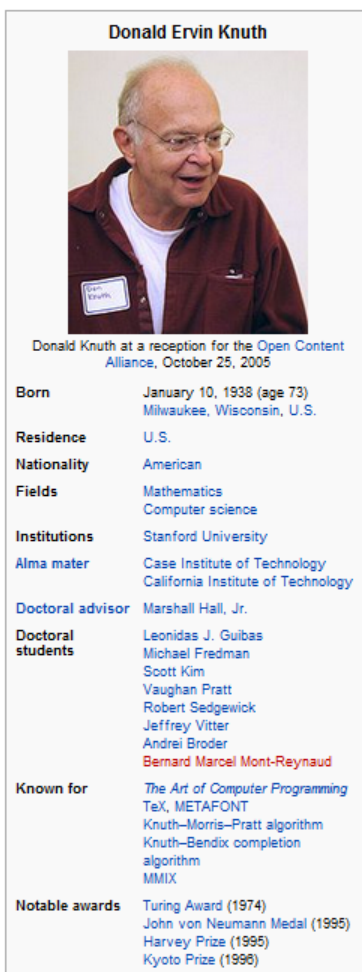 Donald Ervin Knuth
Don
Knuth
Donald Knuth at a reception for the Open Content
Alliance, October 25, 2005
Born January 10, 1938 (age 73)
Milwaukee, Wisconsin, U.S.
Residence U.S.
Nationality American
Fields Mathematics
Computer science
Institutions Stanford University
Alma mater Case Institute of Technology
California Institute of Technology
Doctoral advisor Marshall Hall, Jr.
Doctoral students Leonidas J. Guibas
Michael Fredman
Scott Kim
Vaughan Pratt
Robert Sedgewick
Jeffrey Vitter
Andrei Broder
Bernard Marcel Mont-Reynaud
Known for The Art of Computer Programming
TeX, METAFONT
Knuth–Morris–Pratt algorithm
Knuth–Bendix completion
algorithm
MMIX
Notable awards Turing Award (1974)
John von Neumann Medal (1995)
Harvey Prize (1995)
Kyoto Prize (1996)